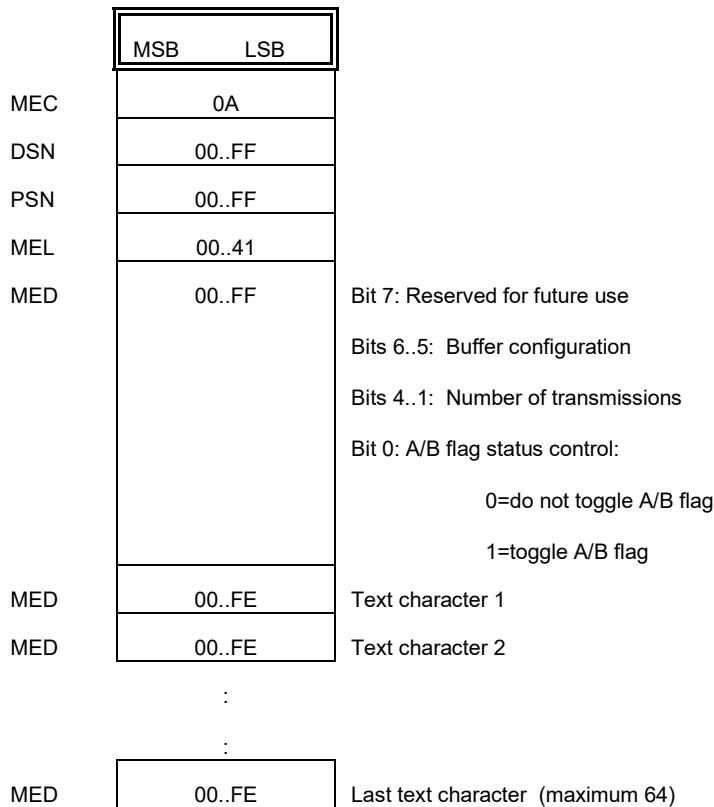 MSB LSB
MEC 0A
DSN 00..FF
PSN 00..FF
MEL 00..41
MED 00..FF Bit 7: Reserved for future use
Bits 6..5: Buffer configuration
Bits 4..1: Number of transmissions
Bit 0: A/B flag status control:
0=do not toggle A/B flag
1=toggle A/B flag
MED 00..FE Text character 1
MED 00..FE Text character 2
:
:
MED 00..FE Last text character (maximum 64)